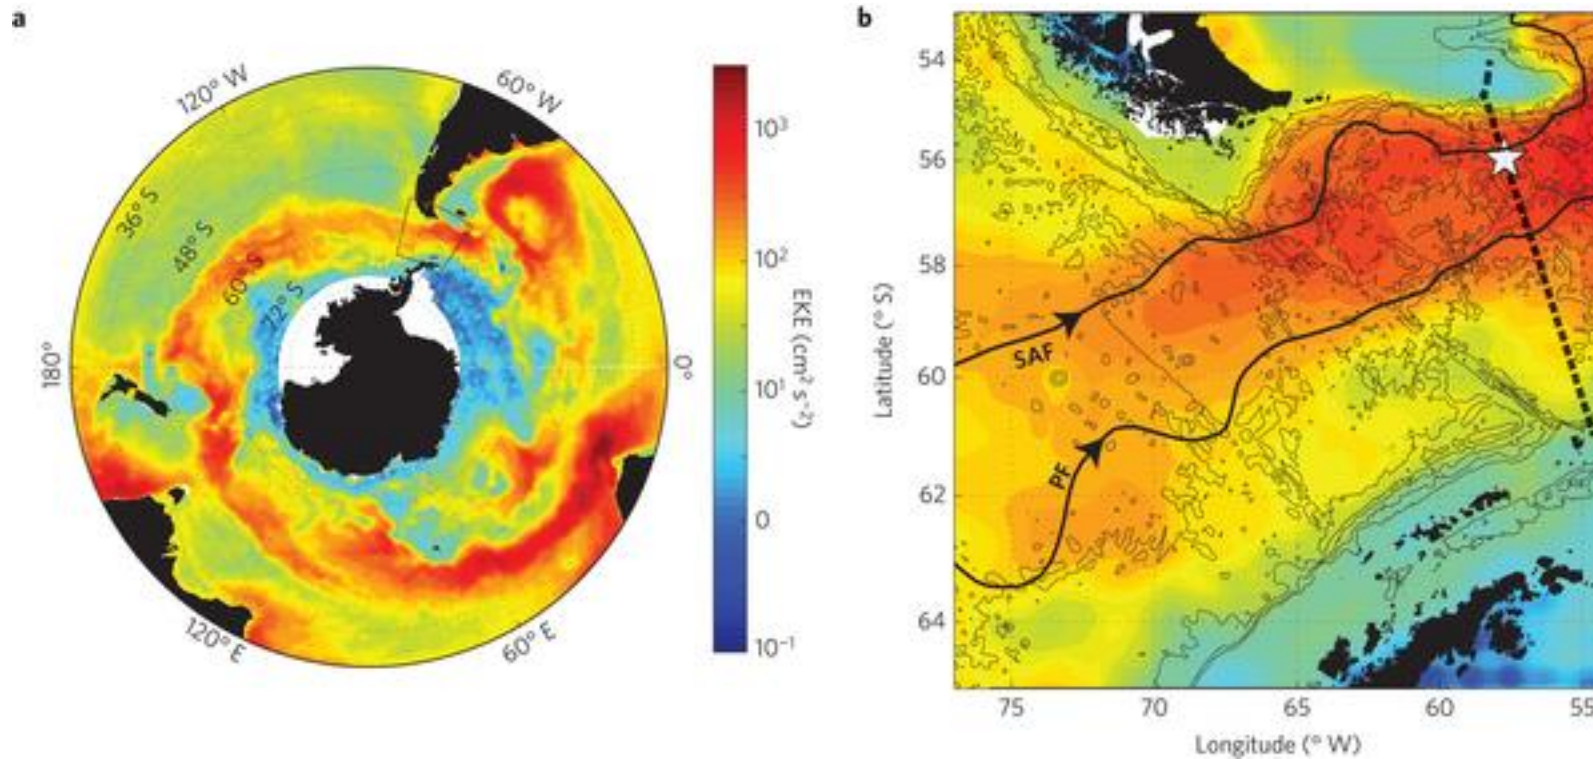 a
120° W
60° W
36° S
48° S
60° S
72° S
180°
0°
120° E
60° E
10³
10²
10¹
0
10⁻¹
EKE (cm² s⁻²)
b
54
56
58
60
62
64
Latitude (° S)
SAF
PF
75
70
65
60
55
Longitude (° W)